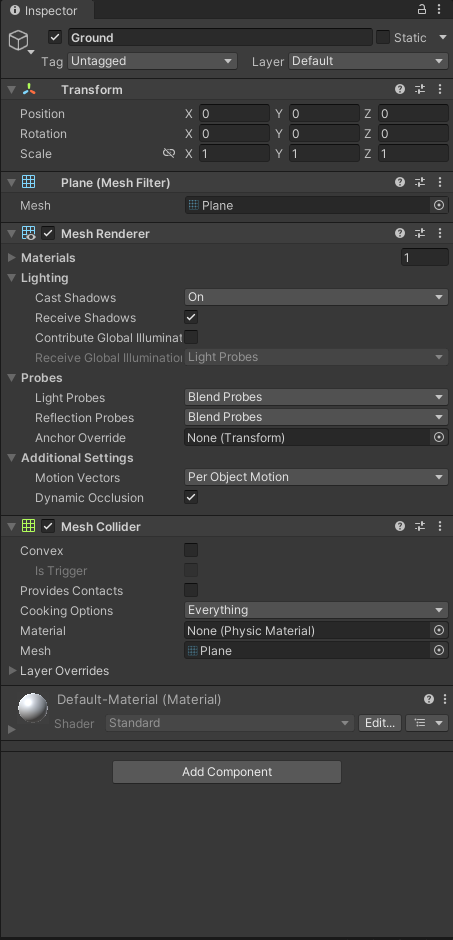 Inspector
Ground Static
Tag Untagged Layer Default
Transform
Position X 0 Y 0 Z 0
Rotation X 0 Y 0 Z 0
Scale X 1 Y 1 Z 1
Plane (Mesh Filter)
Mesh Plane
Mesh Renderer
Materials 1
Lighting
Cast Shadows On
Receive Shadows
Contribute Global Illuminat
Receive Global Illumination Light Probes
Probes
Light Probes Blend Probes
Reflection Probes Blend Probes
Anchor Override None (Transform)
Additional Settings
Motion Vectors Per Object Motion
Dynamic Occlusion
Mesh Collider
Convex
Is Trigger
Provides Contacts
Cooking Options Everything
Material None (Physic Material)
Mesh Plane
Layer Overrides
Default-Material (Material)
Shader Standard Edit...
Add Component